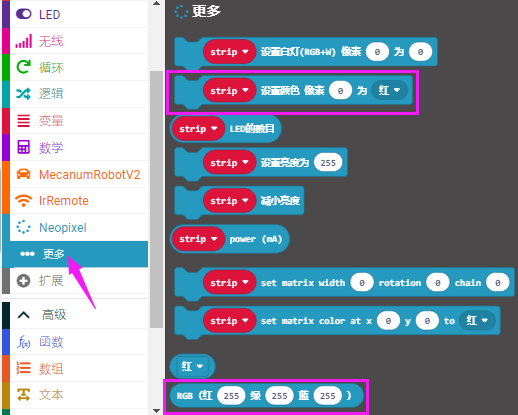 LED
无线
循环
逻辑
变量
数学
MecanumRobotV2
IrRemote
Neopixel
更多
扩展
高级
函数
数组
文本
更多
strip 设置白灯(RGB+W) 像素 0 为 0
strip 设置颜色 像素 0 为 红
strip LED的数目
strip 设置亮度为 255
strip 减小亮度
strip power (mA)
strip set matrix width 0 rotation 0 chain 0
strip set matrix color at x 0 y 0 to 红
红
RGB (红 255 绿 255 蓝 255 )